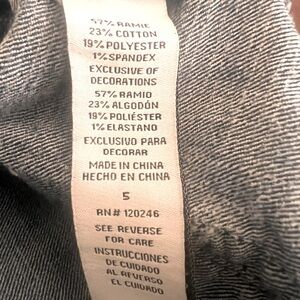 57% RAMIE
23% COTTON
19% POLYESTER
1% SPANDEX
EXCLUSIVE OF
DECORATIONS
57% RAMIO
23% ALGODÓN
19% POLIÉSTER
1% ELASTANO
EXCLUSIVO PARA
DECORAR
MADE IN CHINA
HECHO EN CHINA
5
RN# 120246
SEE REVERSE
FOR CARE
INSTRUCCIONES
DE CUIDADO
AL REVERSO
EL CUIDADO